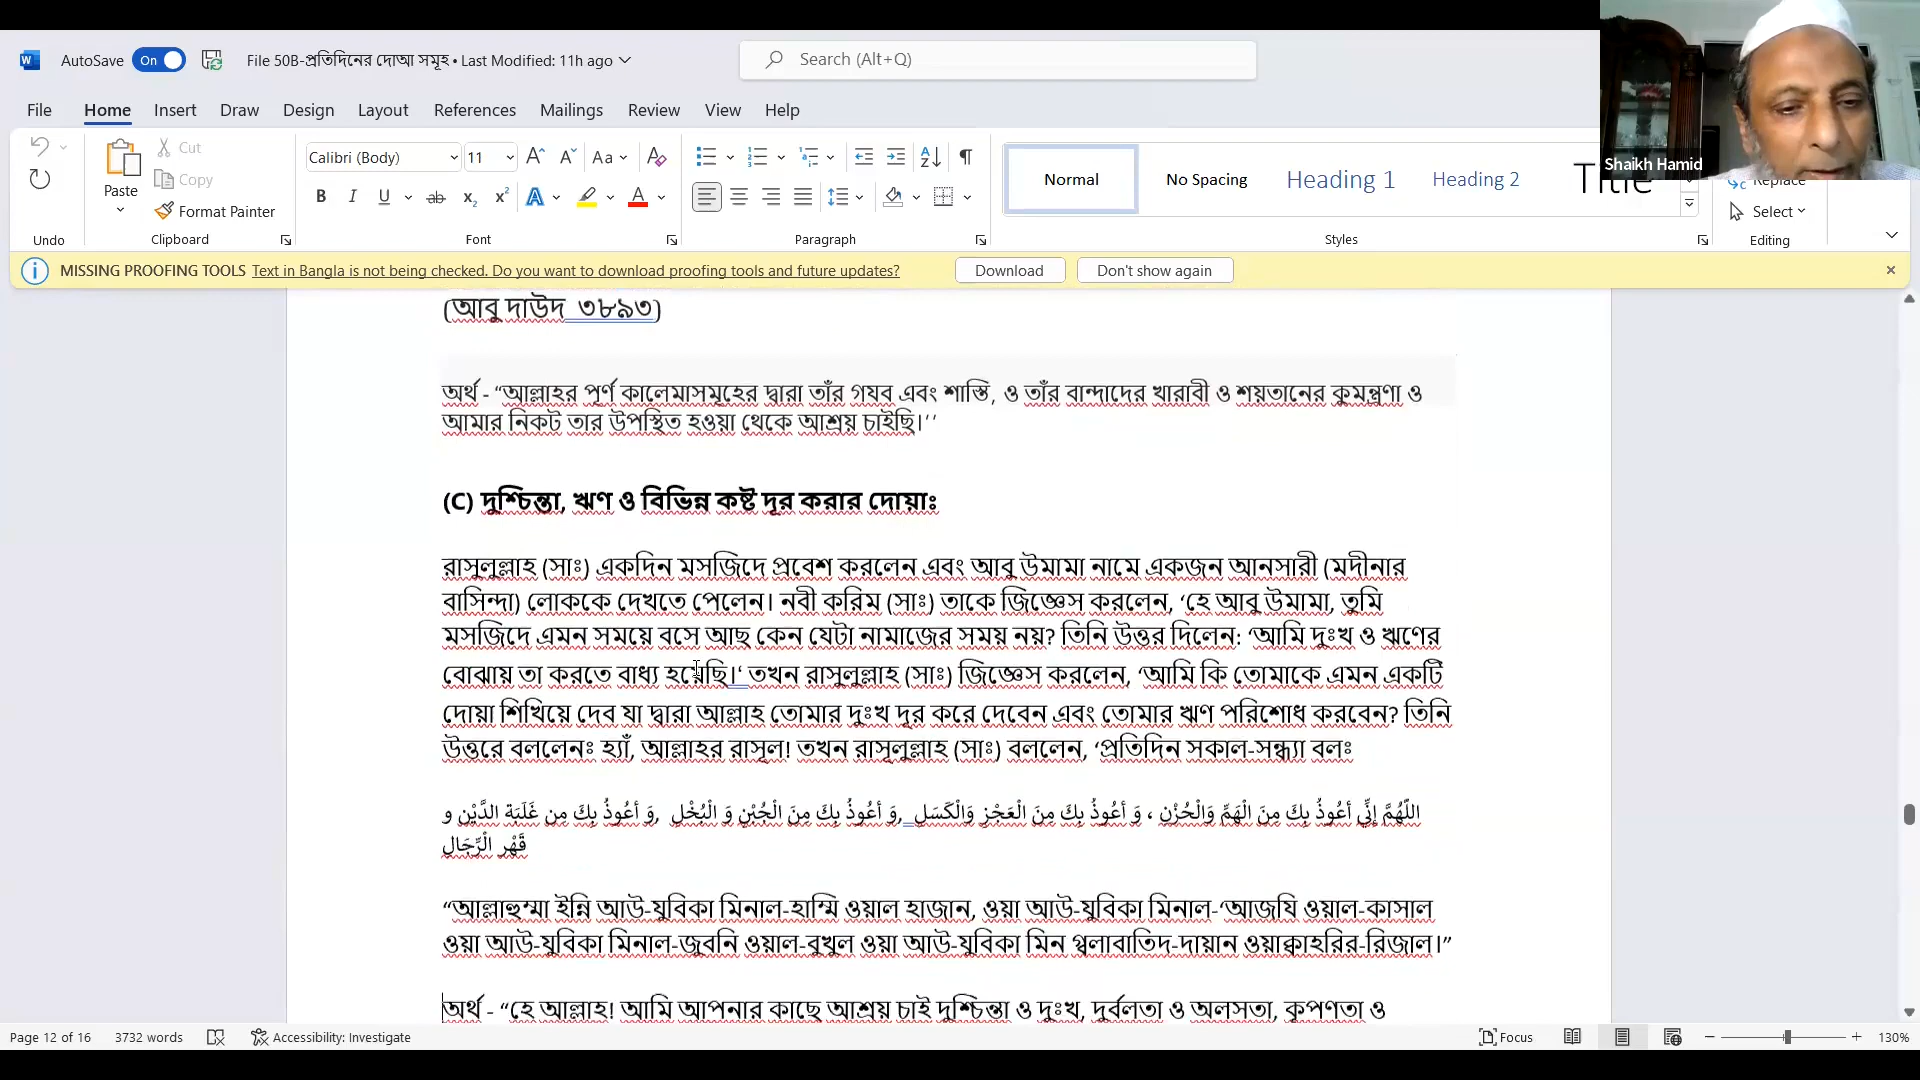 AutoSave On File 50B-প্রতিদিনের দোআ সমূহ • Last Modified: 11h ago
Search (Alt+Q)
File Home Insert Draw Design Layout References Mailings Review View Help
Shaikh Hamid
Cut
Copy
Paste
Format Painter
Calibri (Body) 11
Normal
No Spacing
Heading 1
Heading 2
Title
Replace
Select
Undo Clipboard Font Paragraph Styles Editing
MISSING PROOFING TOOLS Text in Bangla is not being checked. Do you want to download proofing tools and future updates? Download Don't show again
(আবু দাউদ ৩৮৯৩)
অর্থ - “আল্লাহর পূর্ণ কালেমাসমূহের দ্বারা তাঁর গযব এবং শাস্তি, ও তাঁর বান্দাদের খারাবী ও শয়তানের কুমন্ত্রণা ও
আমার নিকট তার উপস্থিত হওয়া থেকে আশ্রয় চাইছি।’’
(C) দুশ্চিন্তা, ঋণ ও বিভিন্ন কষ্ট দূর করার দোয়াঃ
রাসুলুল্লাহ (সাঃ) একদিন মসজিদে প্রবেশ করলেন এবং আবু উমামা নামে একজন আনসারী (মদীনার
বাসিন্দা) লোককে দেখতে পেলেন। নবী করিম (সাঃ) তাকে জিজ্ঞেস করলেন, ‘হে আবু উমামা, তুমি
মসজিদে এমন সময়ে বসে আছ কেন যেটা নামাজের সময় নয়? তিনি উত্তর দিলেন: ‘আমি দুঃখ ও ঋণের
বোঝায় তা করতে বাধ্য হয়েছি।‘ তখন রাসুলুল্লাহ (সাঃ) জিজ্ঞেস করলেন, ‘আমি কি তোমাকে এমন একটি
দোয়া শিখিয়ে দেব যা দ্বারা আল্লাহ তোমার দুঃখ দূর করে দেবেন এবং তোমার ঋণ পরিশোধ করবেন? তিনি
উত্তরে বললেনঃ হ্যাঁ, আল্লাহর রাসূল! তখন রাসূলুল্লাহ (সাঃ) বললেন, ‘প্রতিদিন সকাল-সন্ধ্যা বলঃ
اللَّهُمَّ إِنِّي أَعُوذُ بِكَ مِنَ الْهَمِّ وَالْحُزْنِ ، وَ أَعُوذُ بِكَ مِنَ الْعَجْزِ وَالْكَسَلِ ,وَ أَعُوذُ بِكَ مِنَ الْجُبْنِ وَ الْبُخْلِ ,وَ أَعُوذُ بِكَ مِن غَلَبَةِ الدَّيْنِ و
قَهْرِ الْرِّجَالِ
“আল্লাহুম্মা ইন্নি আউ-যুবিকা মিনাল-হাম্মি ওয়াল হাজান, ওয়া আউ-যুবিকা মিনাল-‘আজযি ওয়াল-কাসাল
ওয়া আউ-যুবিকা মিনাল-জুবনি ওয়াল-বুখুল ওয়া আউ-যুবিকা মিন গ্বলাবাতিদ-দায়ান ওয়াক্বাহরির-রিজাল।”
অর্থ - “হে আল্লাহ! আমি আপনার কাছে আশ্রয় চাই দুশ্চিন্তা ও দুঃখ, দুর্বলতা ও অলসতা, কৃপণতা ও
Page 12 of 16 3732 words Accessibility: Investigate Focus 130%